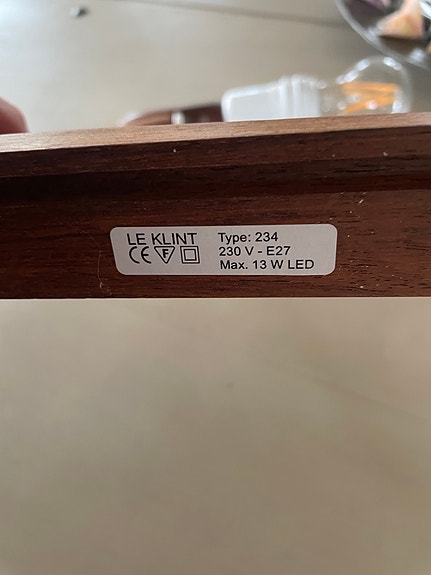 LE KLINT
CE F
Type: 234
230 V - E27
Max. 13 W LED